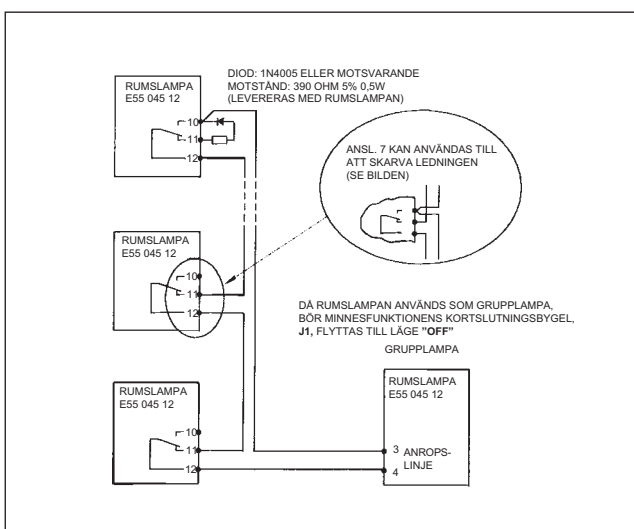 DIOD: 1N4005 ELLER MOTSVARANDE
MOTSTÅND: 390 OHM 5% 0,5W
(LEVERERAS MED RUMSLAMPAN)
RUMSLAMPA
E55 045 12
10
11
12
ANSL. 7 KAN ANVÄNDAS TILL
ATT SKARVA LEDNINGEN
(SE BILDEN)
RUMSLAMPA
E55 045 12
10
11
12
DÅ RUMSLAMPAN ANVÄNDS SOM GRUPPLAMPA,
BÖR MINNESFUNKTIONENS KORTSLUTNINGSBYGEL,
J1, FLYTTAS TILL LÄGE "OFF"
GRUPPLAMPA
RUMSLAMPA
E55 045 12
10
11
12
RUMSLAMPA
E55 045 12
3 ANROPS-
4 LINJE